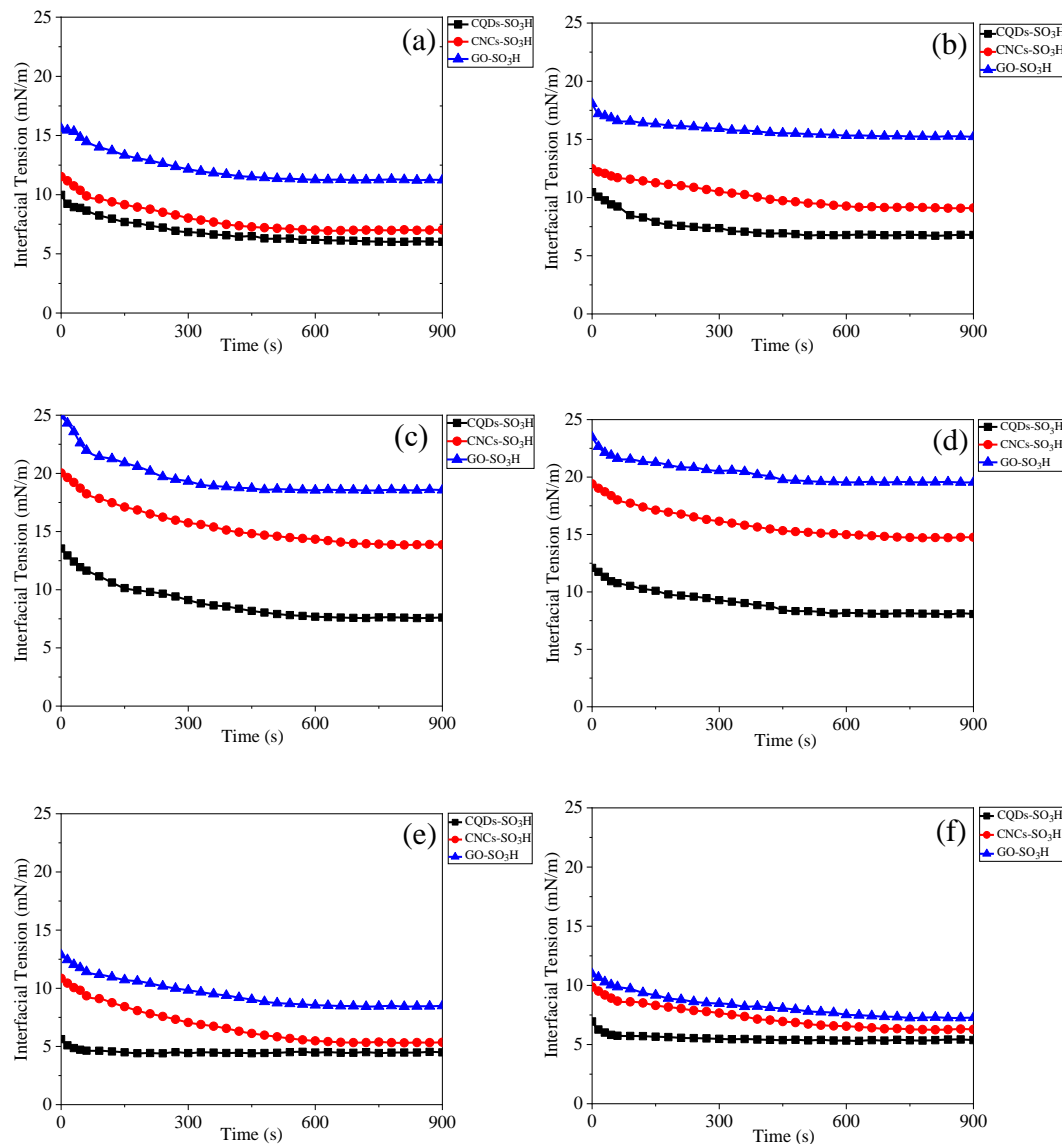 (a)
CQDs-SO₃H
CNCs-SO₃H
GO-SO₃H
Interfacial Tension (mN/m)
25
20
15
10
5
0
0 300 600 900
Time (s)
(b)
CQDs-SO₃H
CNCs-SO₃H
GO-SO₃H
Interfacial Tension (mN/m)
25
20
15
10
5
0
0 300 600 900
Time (s)
(c)
CQDs-SO₃H
CNCs-SO₃H
GO-SO₃H
Interfacial Tension (mN/m)
25
20
15
10
5
0
0 300 600 900
Time (s)
(d)
CQDs-SO₃H
CNCs-SO₃H
GO-SO₃H
Interfacial Tension (mN/m)
25
20
15
10
5
0
0 300 600 900
Time (s)
(e)
CQDs-SO₃H
CNCs-SO₃H
GO-SO₃H
Interfacial Tension (mN/m)
25
20
15
10
5
0
0 300 600 900
Time (s)
(f)
CQDs-SO₃H
CNCs-SO₃H
GO-SO₃H
Interfacial Tension (mN/m)
25
20
15
10
5
0
0 300 600 900
Time (s)